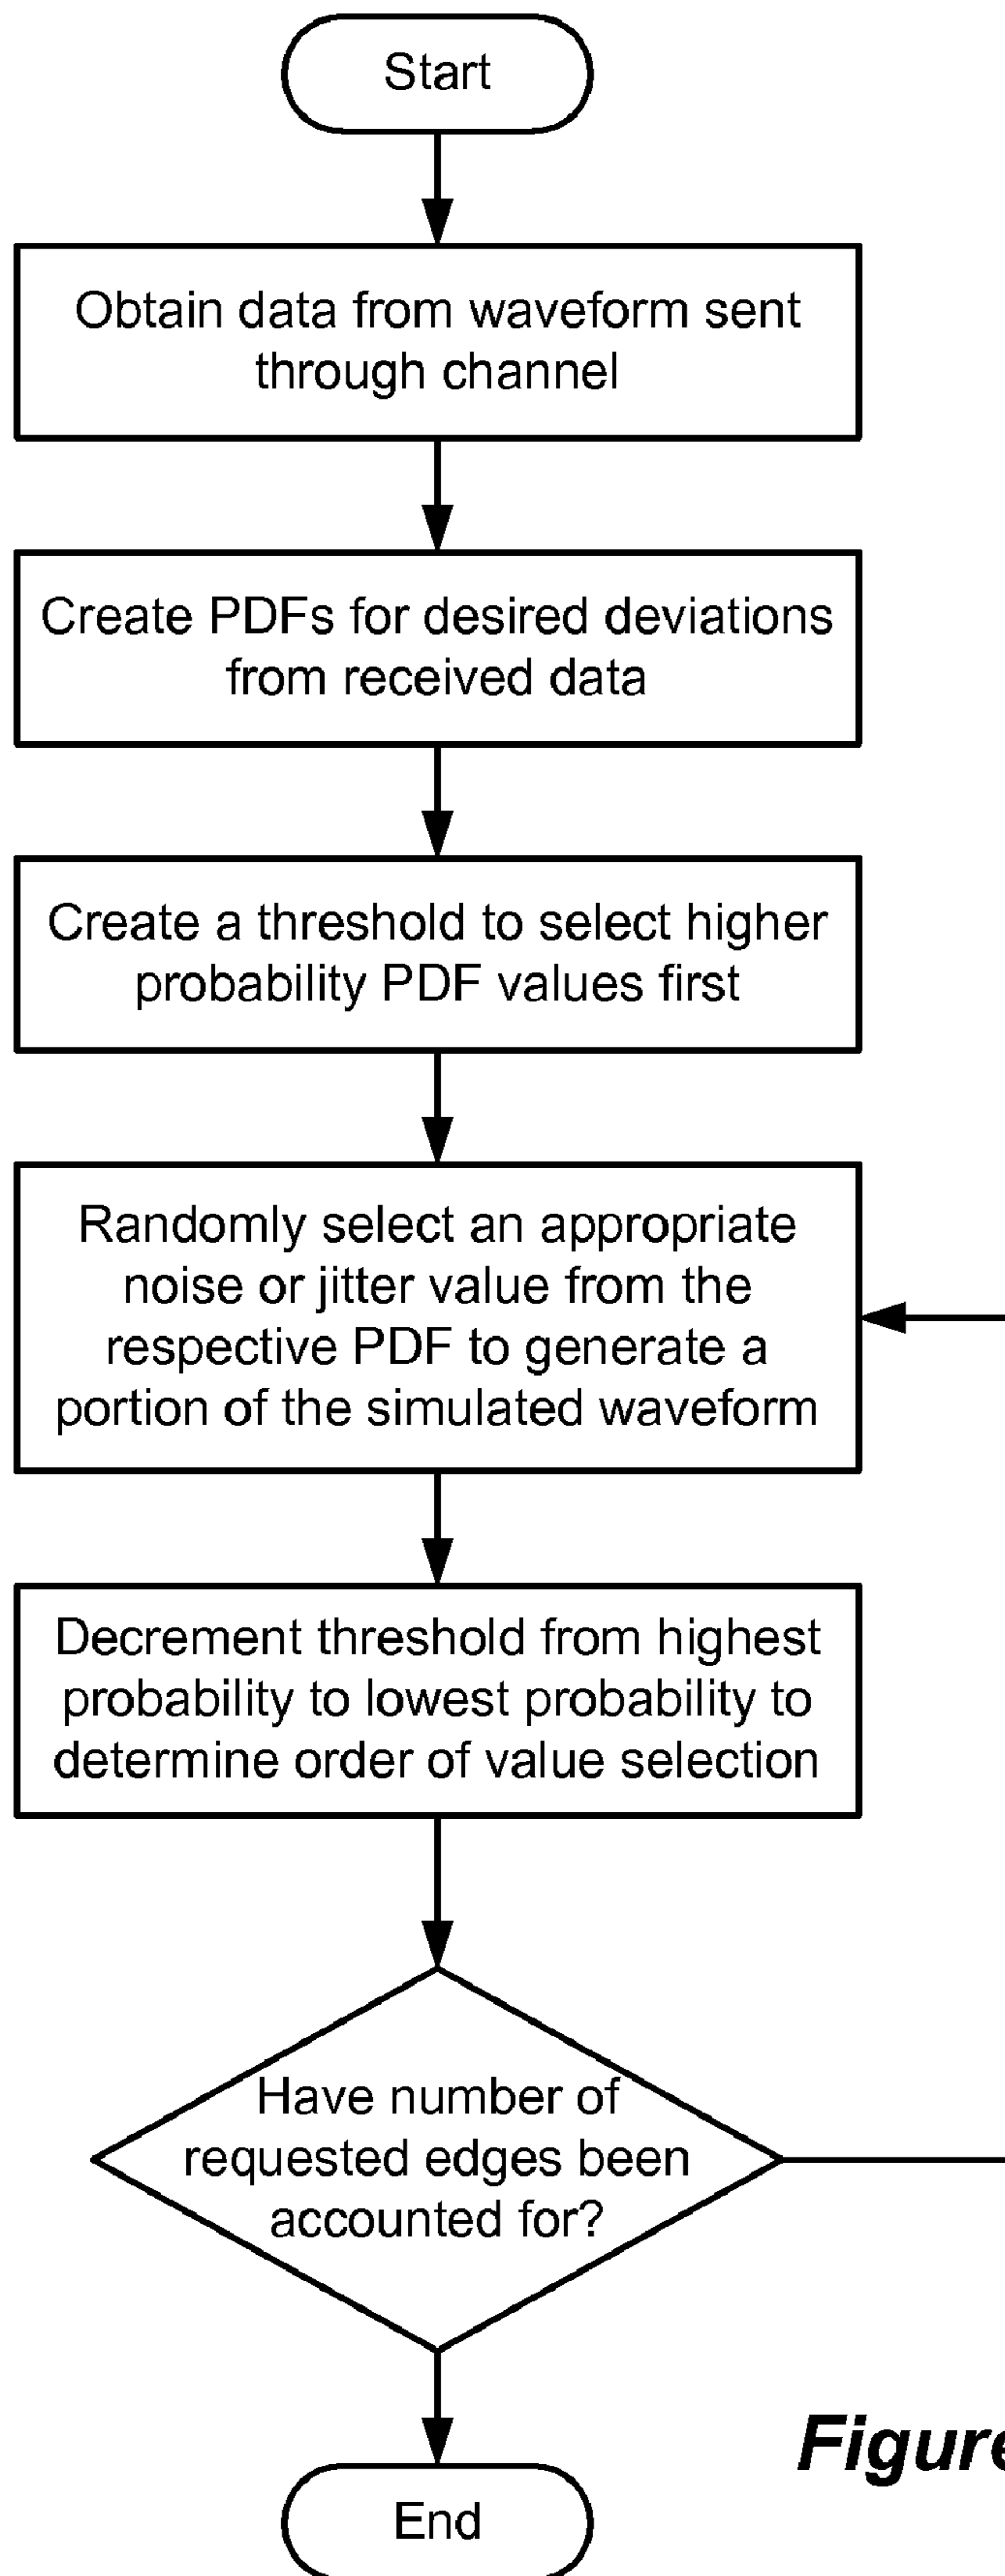 Start
Obtain data from waveform sent
through channel
Create PDFs for desired deviations
from received data
Create a threshold to select higher
probability PDF values first
Randomly select an appropriate
noise or jitter value from the
respective PDF to generate a
portion of the simulated waveform
Decrement threshold from highest
probability to lowest probability to
determine order of value selection
Have number of
requested edges been
accounted for?
Figure
End